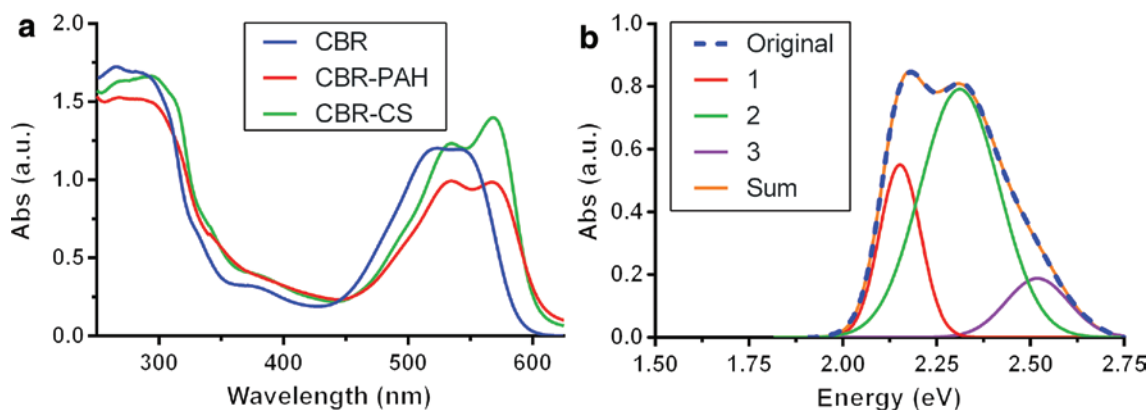 a
2.0
1.5
1.0
0.5
0.0
Abs (a.u.)
CBR
CBR-PAH
CBR-CS
300
400
500
600
Wavelength (nm)
b
1.0
0.8
0.6
0.4
0.2
0.0
Abs (a.u.)
Original
1
2
3
Sum
1.50
1.75
2.00
2.25
2.50
2.75
Energy (eV)